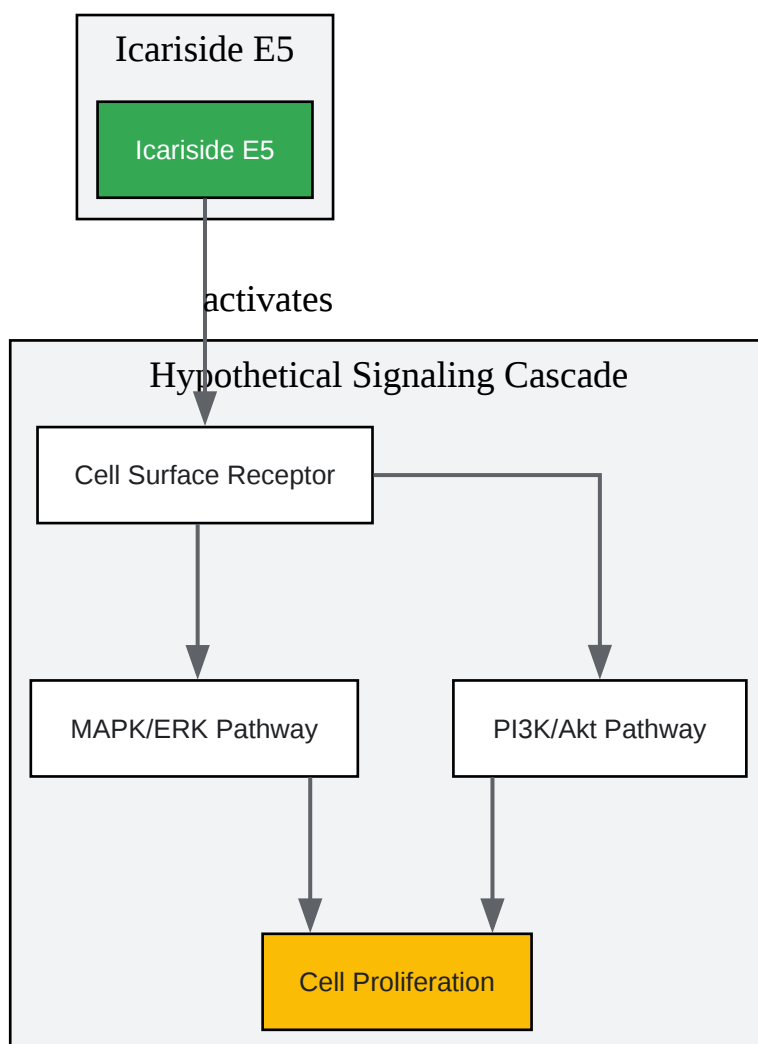 Icariside E5
Icariside E5
activates
Hypothetical Signaling Cascade
Cell Surface Receptor
MAPK/ERK Pathway
PI3K/Akt Pathway
Cell Proliferation